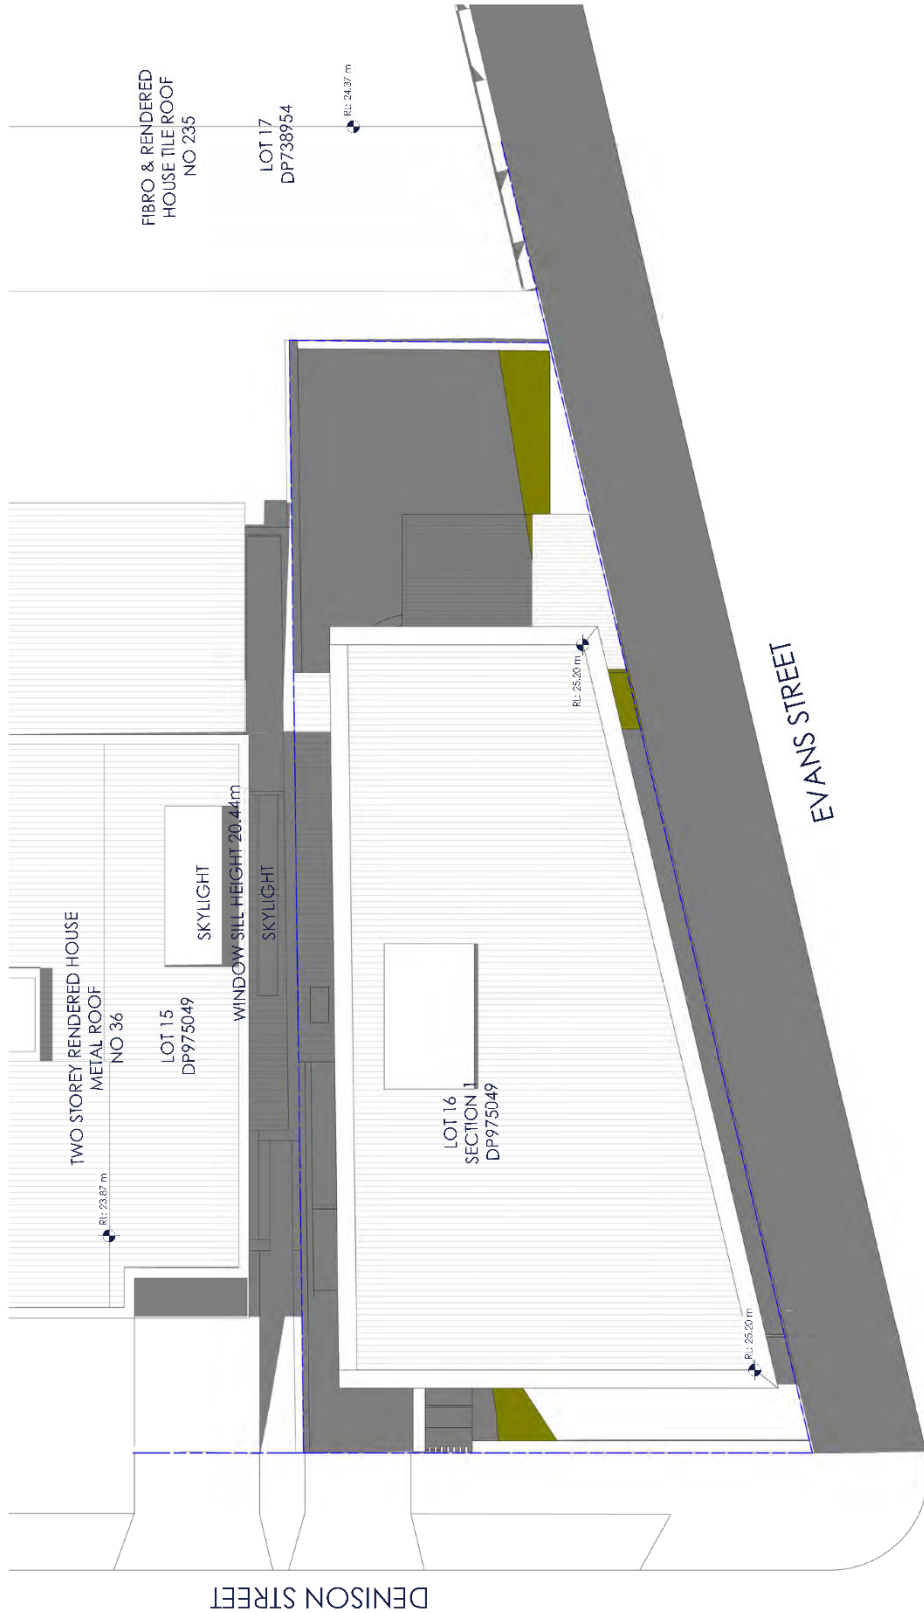 FIBRO & RENDERED
HOUSE TILE ROOF
NO 235
LOT 17
DP738954
RL: 24.37 m
TWO STOREY RENDERED HOUSE
METAL ROOF
NO 36
RL: 23.87 m
LOT 15
DP975049
SKYLIGHT
WINDOW SILL HEIGHT 20.44m
SKYLIGHT
RL: 25.20 m
LOT 16
SECTION 1
DP975049
RL: 25.20 m
EVANS STREET
DENISON STREET